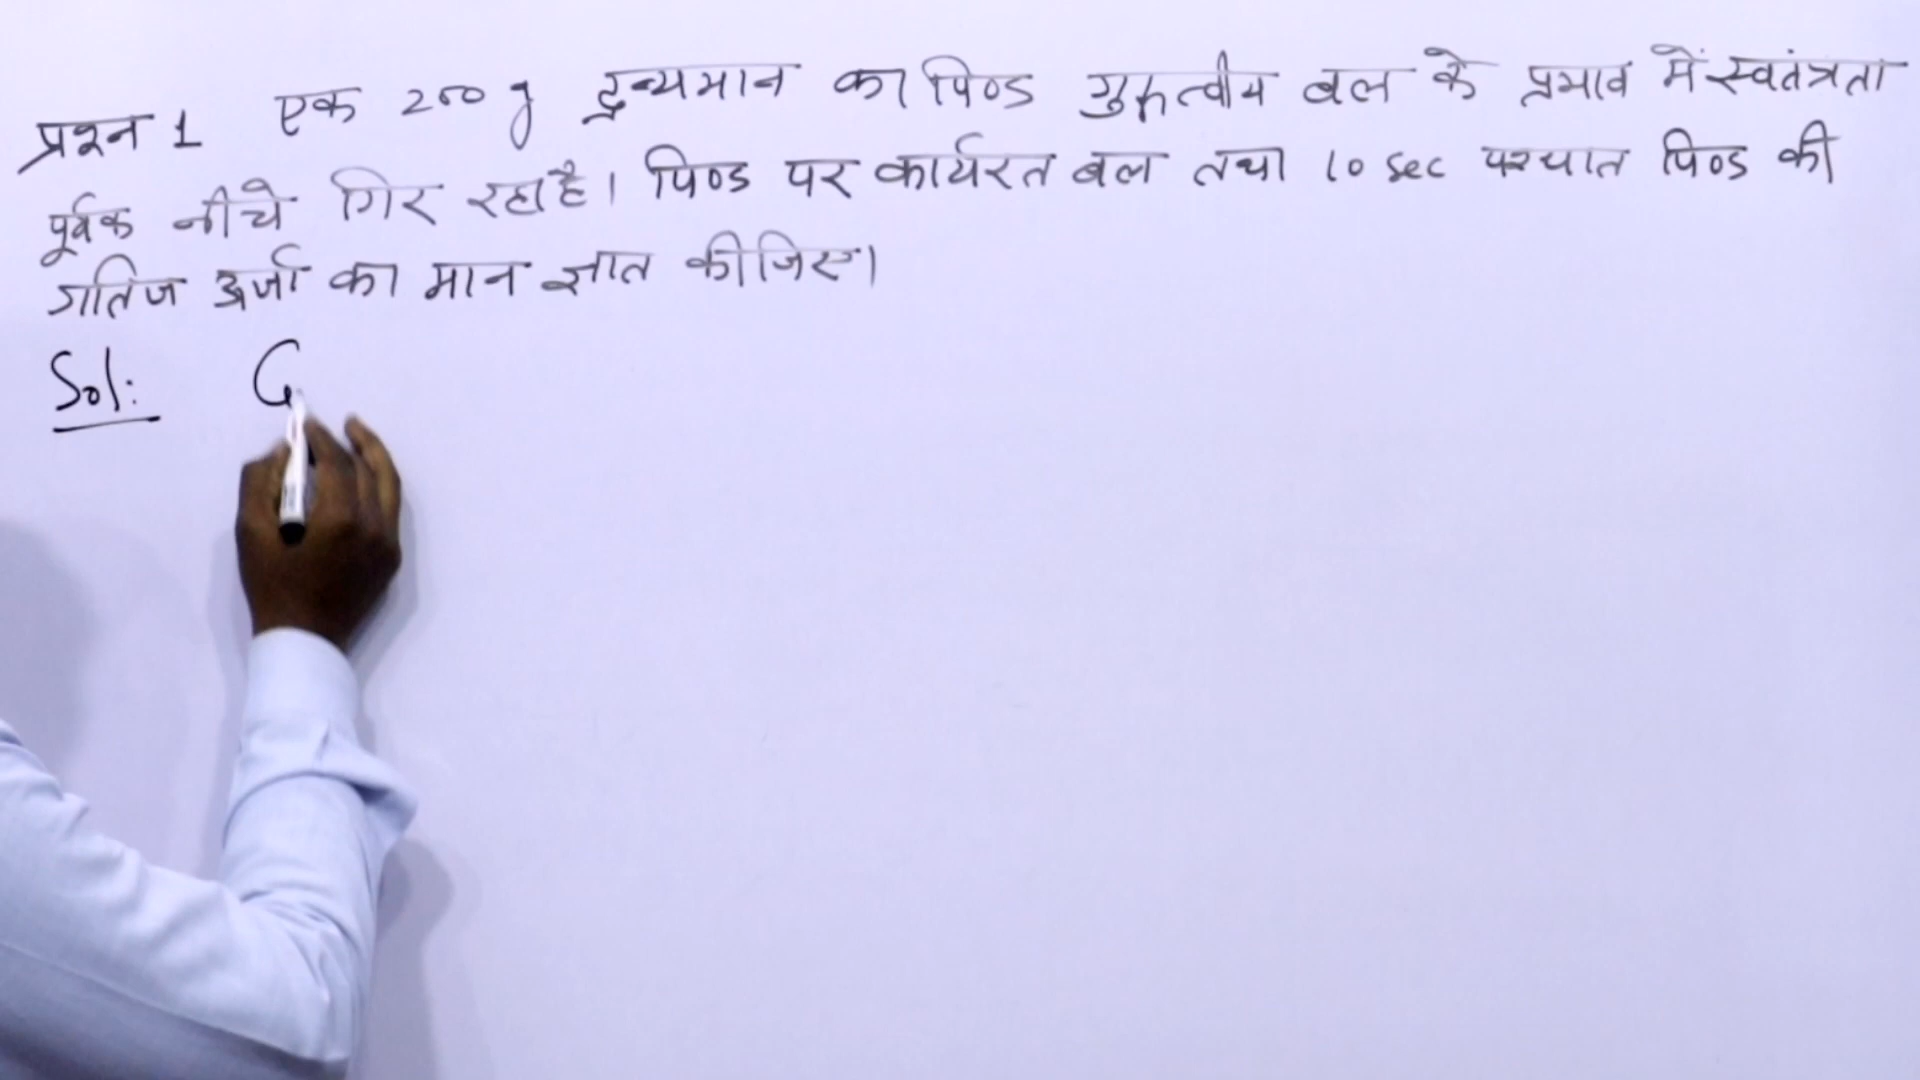 प्रश्न 1 एक 200 g द्रव्यमान का पिण्ड गुरुत्वीय बल के प्रभाव में स्वतंत्रता
पूर्वक नीचे गिर रहा है। पिण्ड पर कार्यरत बल तथा 10 sec पश्चात पिण्ड की
गतिज ऊर्जा का मान ज्ञात कीजिए।
Sol: G